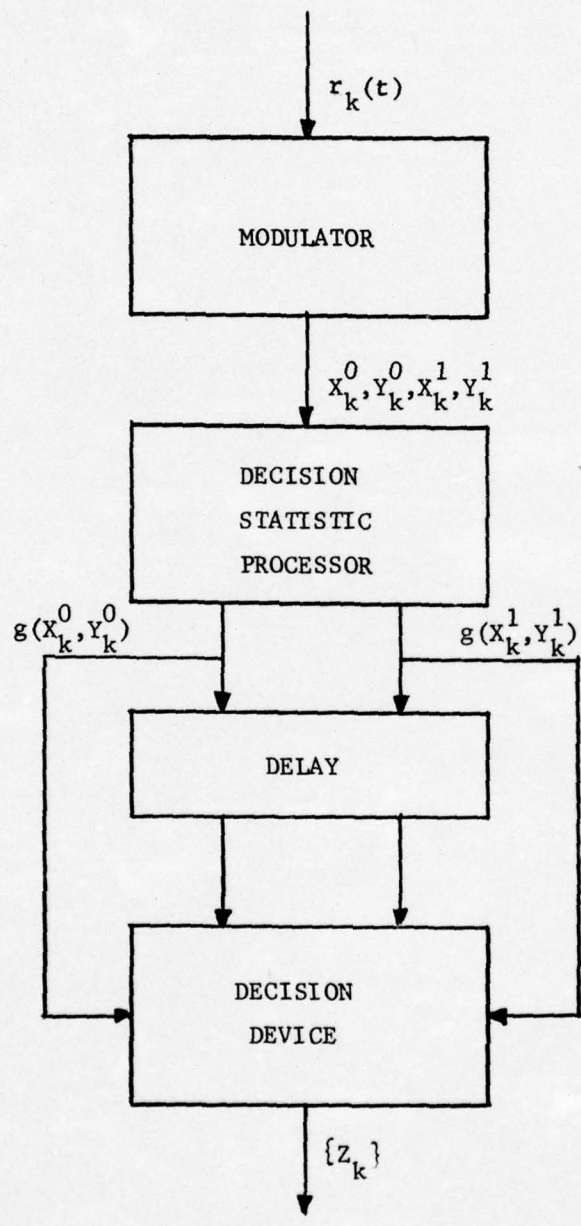 r_k(t)
MODULATOR
X_k^0,Y_k^0,X_k^1,Y_k^1
DECISION
STATISTIC
PROCESSOR
g(X_k^0,Y_k^0)
g(X_k^1,Y_k^1)
DELAY
DECISION
DEVICE
{Z_k}